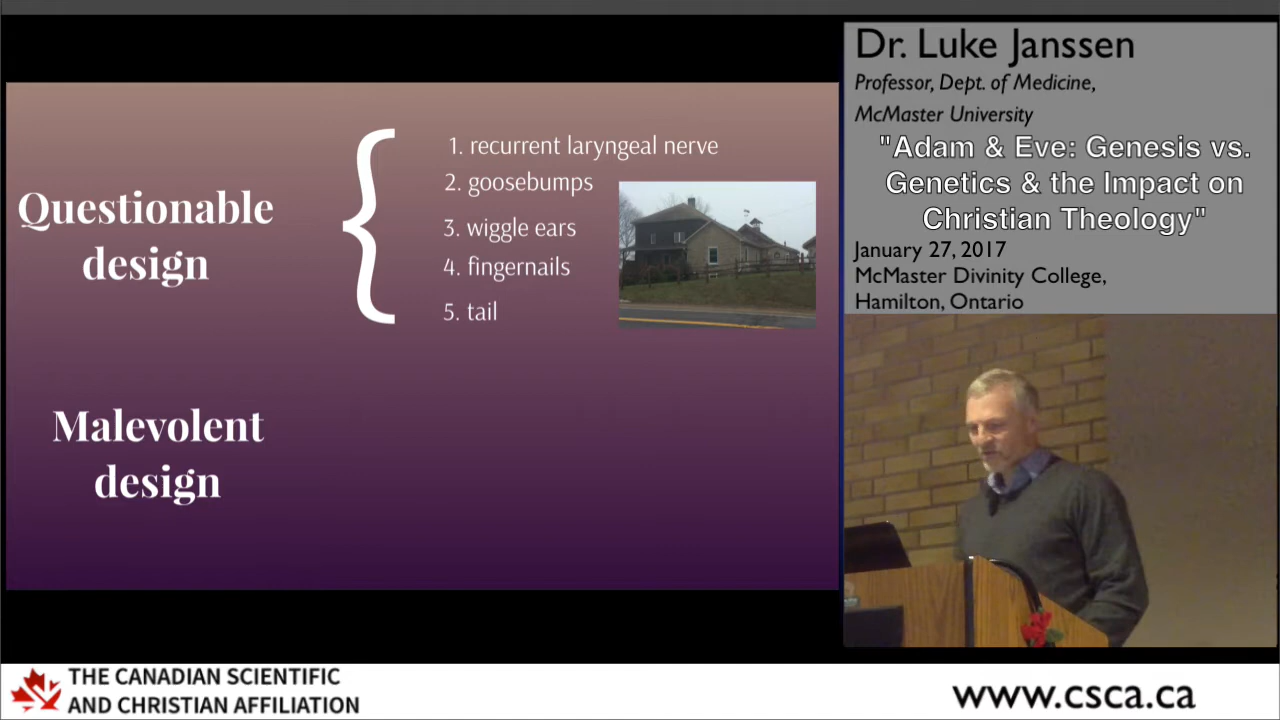 Questionable
design
{
1. recurrent laryngeal nerve
2. goosebumps
3. wiggle ears
4. fingernails
5. tail
Malevolent
design
Dr. Luke Janssen
Professor, Dept. of Medicine,
McMaster University
"Adam & Eve: Genesis vs.
Genetics & the Impact on
Christian Theology"
January 27, 2017
McMaster Divinity College,
Hamilton, Ontario
THE CANADIAN SCIENTIFIC
AND CHRISTIAN AFFILIATION
www.csca.ca